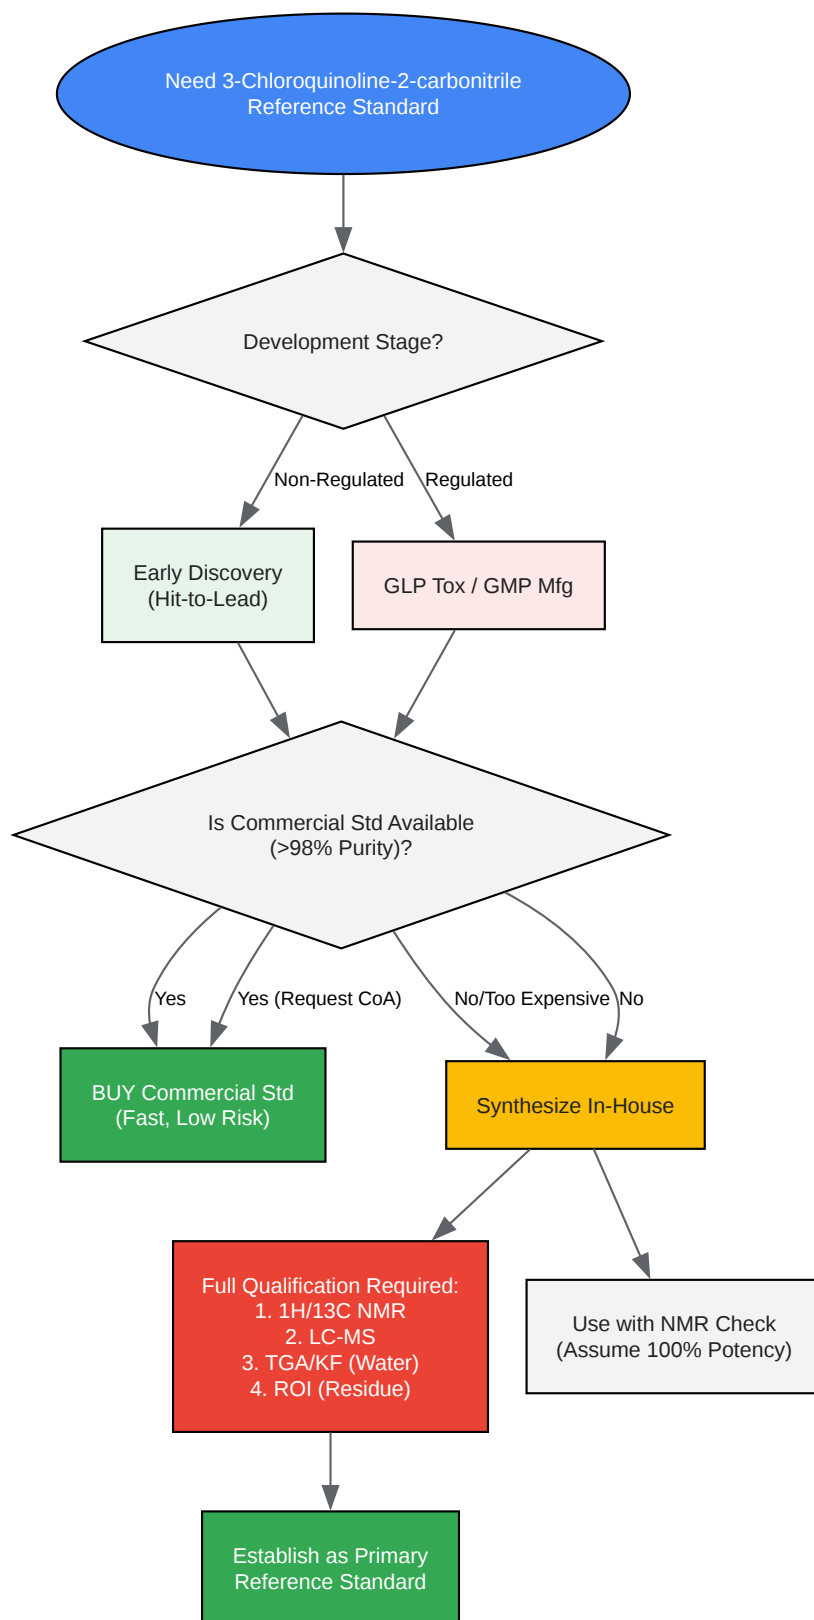 Need 3-Chloroquinoline-2-carbonitrile
Reference Standard
Development Stage?
Non-Regulated
Regulated
Early Discovery
(Hit-to-Lead)
GLP Tox / GMP Mfg
Is Commercial Std Available
(>98% Purity)?
Yes
Yes (Request CoA)
No/Too Expensive
No
BUY Commercial Std
(Fast, Low Risk)
Synthesize In-House
Full Qualification Required:
1. 1H/13C NMR
2. LC-MS
3. TGA/KF (Water)
4. ROI (Residue)
Use with NMR Check
(Assume 100% Potency)
Establish as Primary
Reference Standard